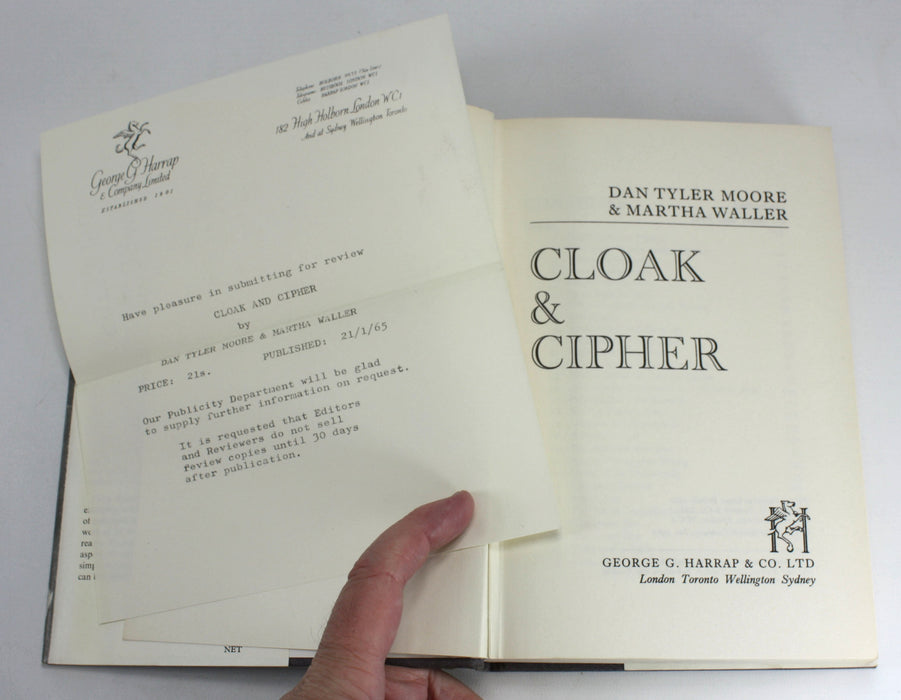 George G Harrap
& Company Limited
ESTABLISHED 1901
182 High Holborn London WC1
And at Sydney Wellington Toronto
Have pleasure in submitting for review
CLOAK AND CIPHER
by
DAN TYLER MOORE & MARTHA WALLER
PRICE: 21s. PUBLISHED: 21/1/65
Our Publicity Department will be glad
to supply further information on request.
It is requested that Editors
and Reviewers do not sell
review copies until 30 days
after publication.
NET
DAN TYLER MOORE
& MARTHA WALLER
CLOAK
&
CIPHER
H
GEORGE G. HARRAP & CO. LTD
London Toronto Wellington Sydney